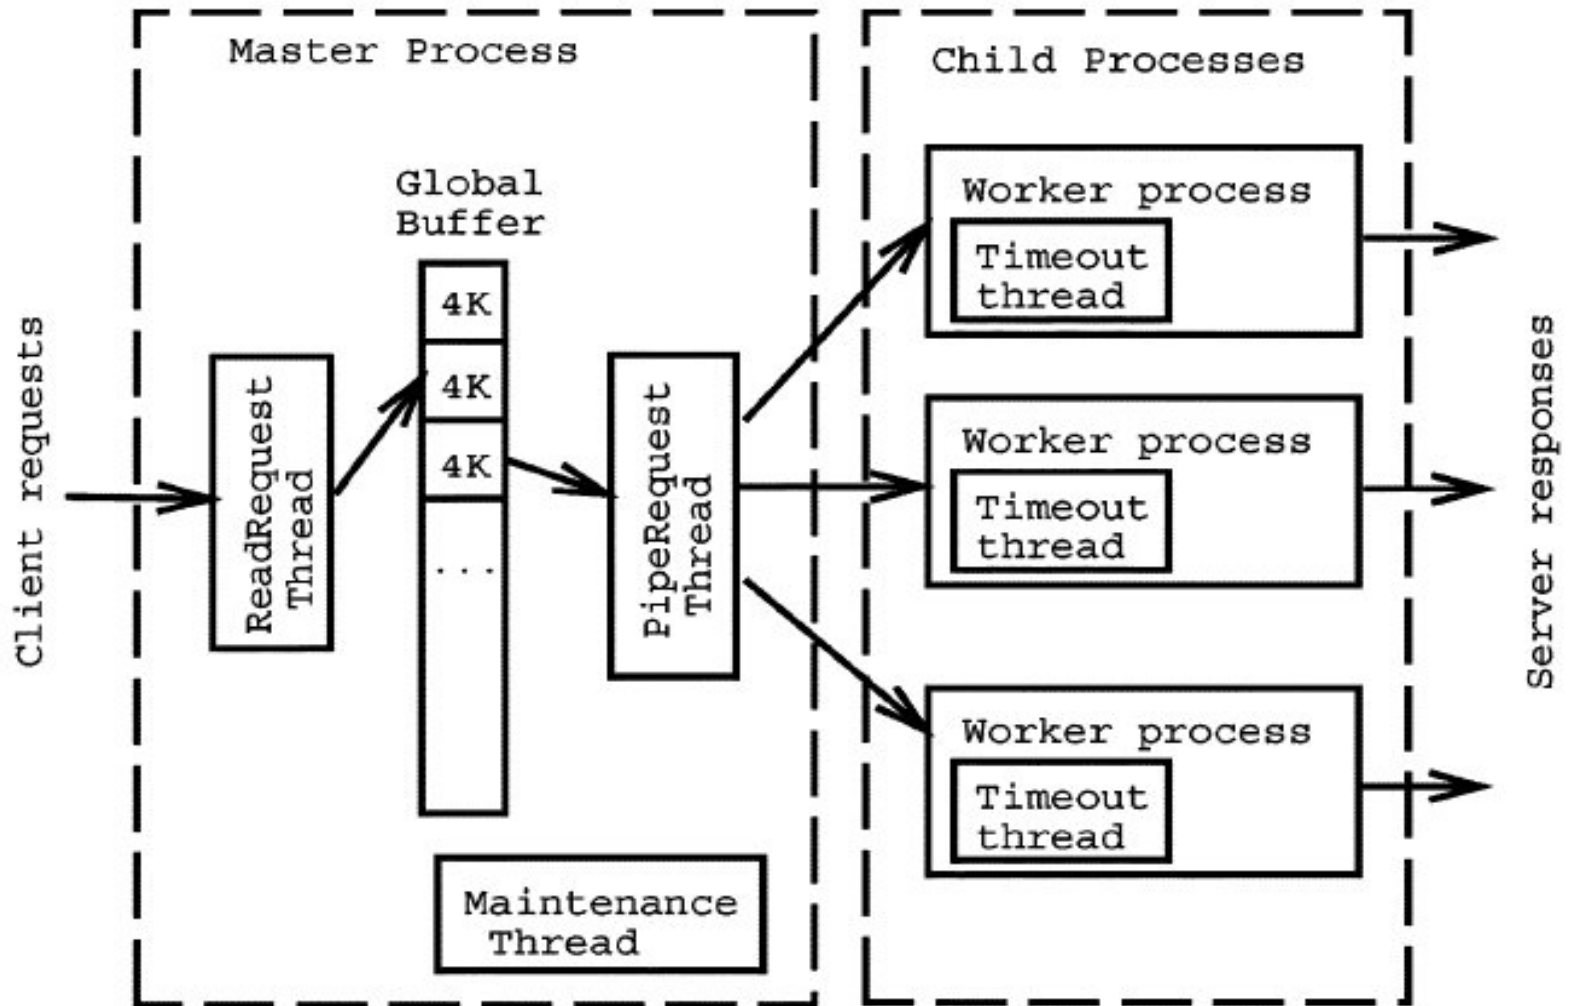 Master Process
Child Processes
Client requests
ReadRequest
Thread
Global
Buffer
4K
4K
4K
...
PipeRequest
Thread
Maintenance
Thread
Worker process
Timeout
thread
Worker process
Timeout
thread
Worker process
Timeout
thread
Server respouses